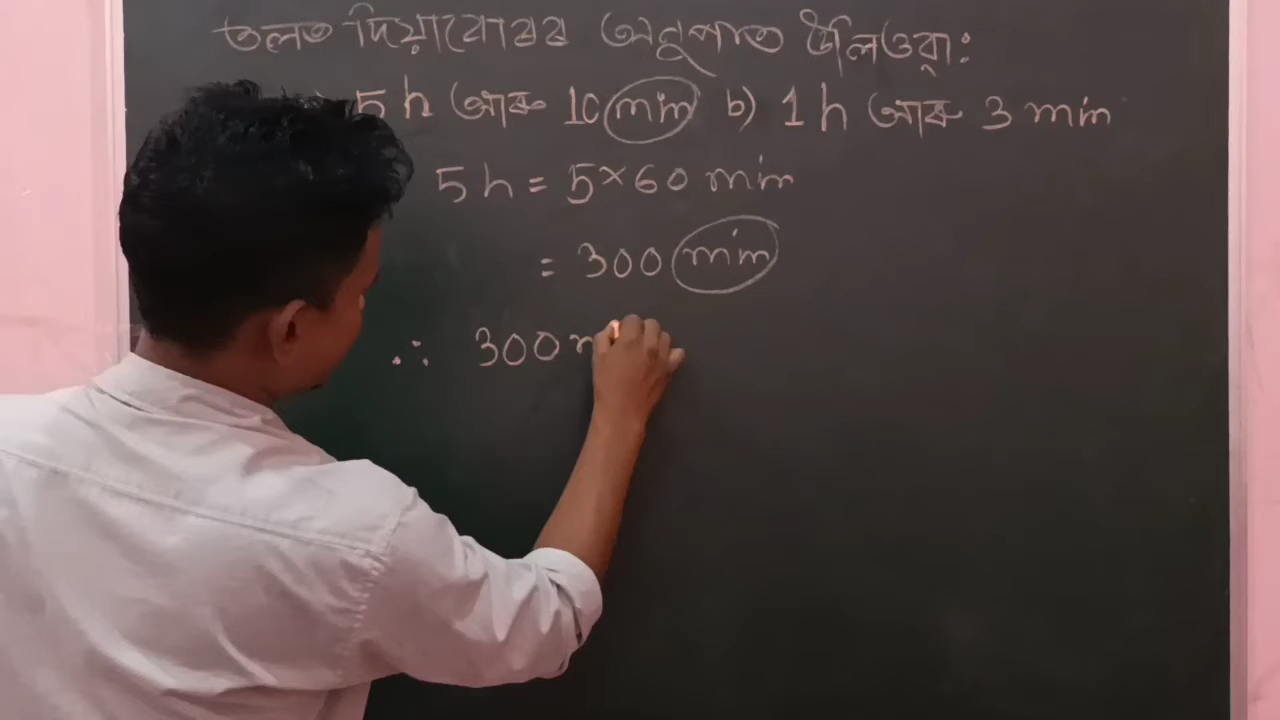 তলত দিয়াবোৰৰ অনুপাত উলিওৱা:
5 h আৰু 10 min b) 1 h আৰু 3 min
5 h = 5×60 min
= 300 min
∴ 300 m